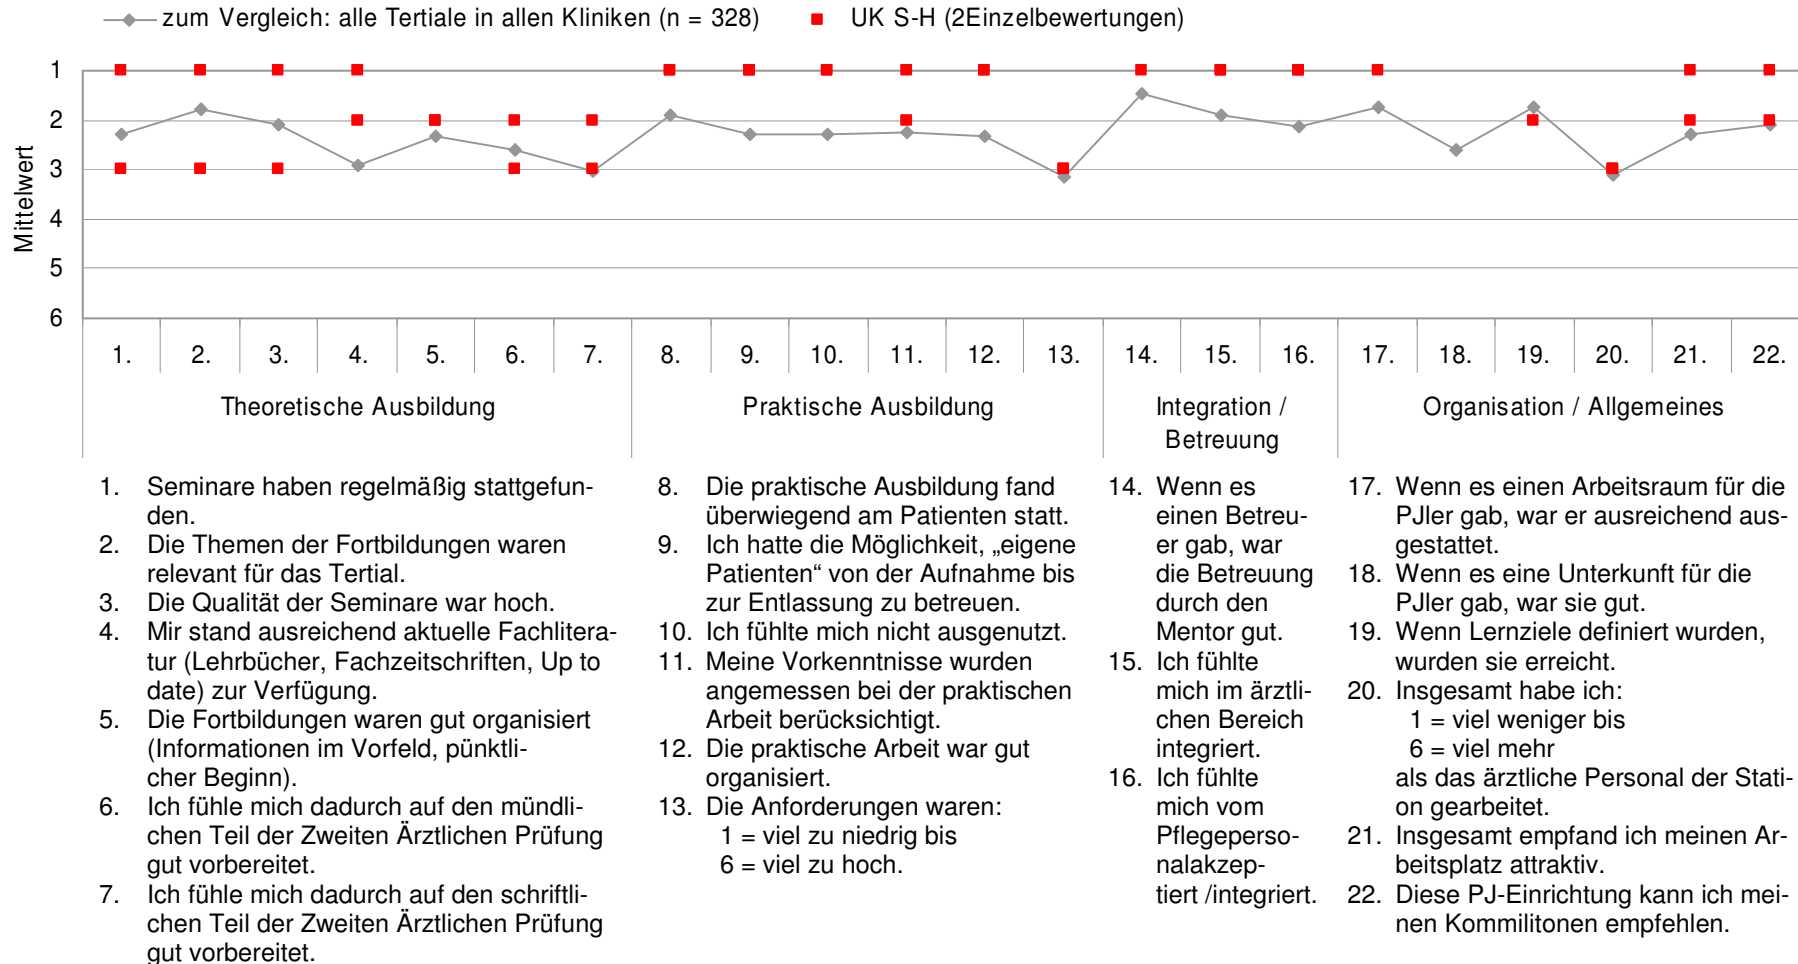 zum Vergleich: alle Tertiale in allen Kliniken (n = 328)
UK S-H (2Einzelbewertungen)
Mittelwert
1
2
3
4
5
6
1. 2. 3. 4. 5. 6. 7. 8. 9. 10. 11. 12. 13. 14. 15. 16. 17. 18. 19. 20. 21. 22.
Theoretische Ausbildung
Praktische Ausbildung
Integration /
Betreuung
Organisation / Allgemeines
1. Seminare haben regelmäßig stattgefun-
den.
2. Die Themen der Fortbildungen waren
relevant für das Tertial.
3. Die Qualität der Seminare war hoch.
4. Mir stand ausreichend aktuelle Fachlitera-
tur (Lehrbücher, Fachzeitschriften, Up to
date) zur Verfügung.
5. Die Fortbildungen waren gut organisiert
(Informationen im Vorfeld, pünktli-
cher Beginn).
6. Ich fühle mich dadurch auf den mündli-
chen Teil der Zweiten Ärztlichen Prüfung
gut vorbereitet.
7. Ich fühle mich dadurch auf den schriftli-
chen Teil der Zweiten Ärztlichen Prüfung
gut vorbereitet.
8. Die praktische Ausbildung fand
überwiegend am Patienten statt.
9. Ich hatte die Möglichkeit, „eigene
Patienten“ von der Aufnahme bis
zur Entlassung zu betreuen.
10. Ich fühlte mich nicht ausgenutzt.
11. Meine Vorkenntnisse wurden
angemessen bei der praktischen
Arbeit berücksichtigt.
12. Die praktische Arbeit war gut
organisiert.
13. Die Anforderungen waren:
1 = viel zu niedrig bis
6 = viel zu hoch.
14. Wenn es
einen Betreu-
er gab, war
die Betreuung
durch den
Mentor gut.
15. Ich fühlte
mich im ärztli-
chen Bereich
integriert.
16. Ich fühlte
mich vom
Pflegeperso-
nalakzep-
tiert /integriert.
17. Wenn es einen Arbeitsraum für die
PJler gab, war er ausreichend aus-
gestattet.
18. Wenn es eine Unterkunft für die
PJler gab, war sie gut.
19. Wenn Lernziele definiert wurden,
wurden sie erreicht.
20. Insgesamt habe ich:
1 = viel weniger bis
6 = viel mehr
als das ärztliche Personal der Stati-
on gearbeitet.
21. Insgesamt empfand ich meinen Ar-
beitsplatz attraktiv.
22. Diese PJ-Einrichtung kann ich mei-
nen Kommilitonen empfehlen.